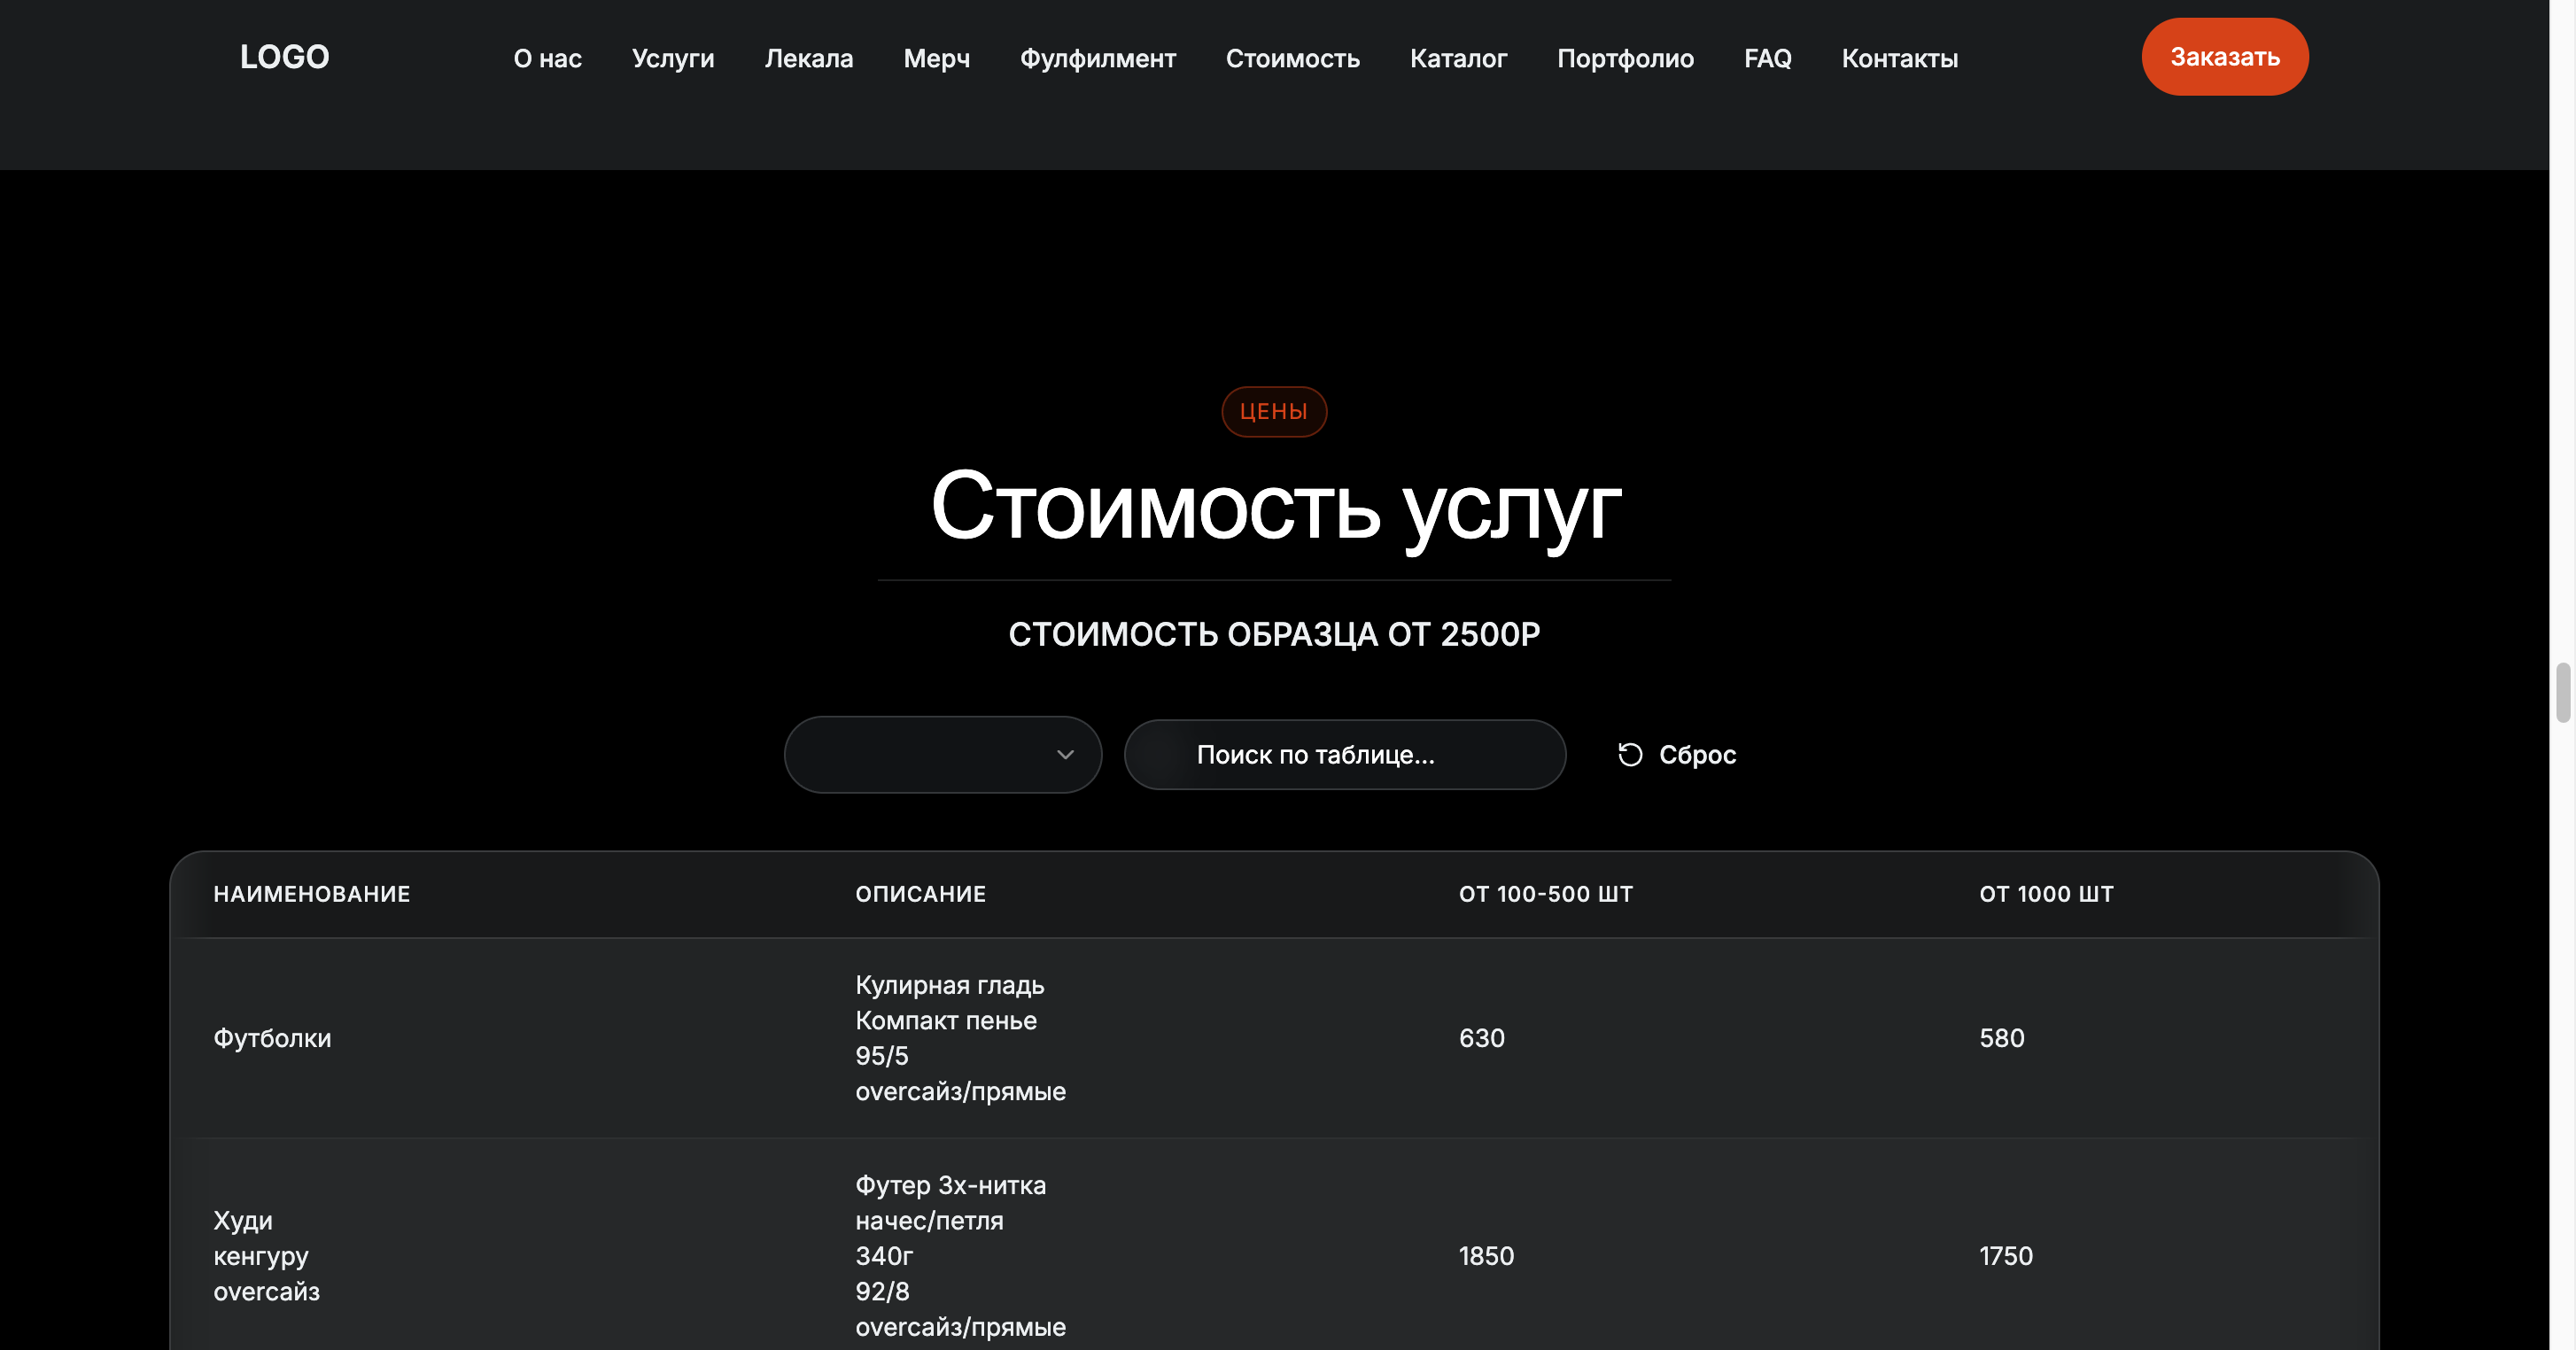 LOGO
О нас Услуги Лекала Мерч Фулфилмент Стоимость Каталог Портфолио FAQ Контакты
Заказать
ЦЕНЫ
Стоимость услуг
СТОИМОСТЬ ОБРАЗЦА ОТ 2500Р
Поиск по таблице...
Сброс
НАИМЕНОВАНИЕ ОПИСАНИЕ ОТ 100-500 ШТ ОТ 1000 ШТ
Футболки
Кулирная гладь
Компакт пенье
95/5
overсайз/прямые
630
580
Худи
кенгуру
overсайз
Футер 3х-нитка
начес/петля
340г
92/8
overсайз/прямые
1850
1750